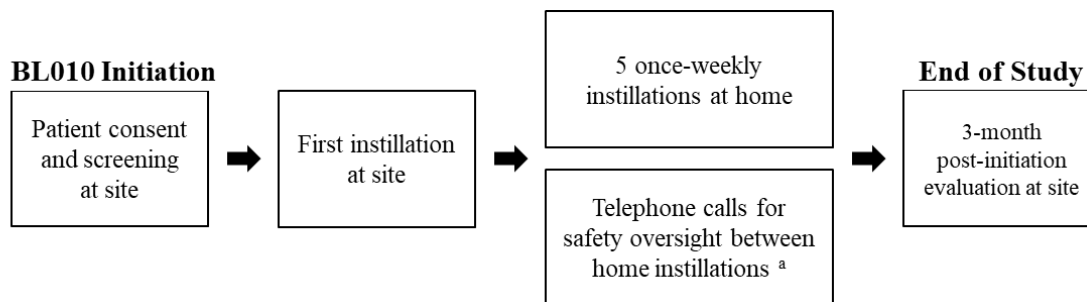 BL010 Initiation
Patient consent
and screening
at site
First instillation
at site
5 once-weekly
instillations at home
Telephone calls for
safety oversight between
home instillations ᵃ
End of Study
3-month
post-initiation
evaluation at site